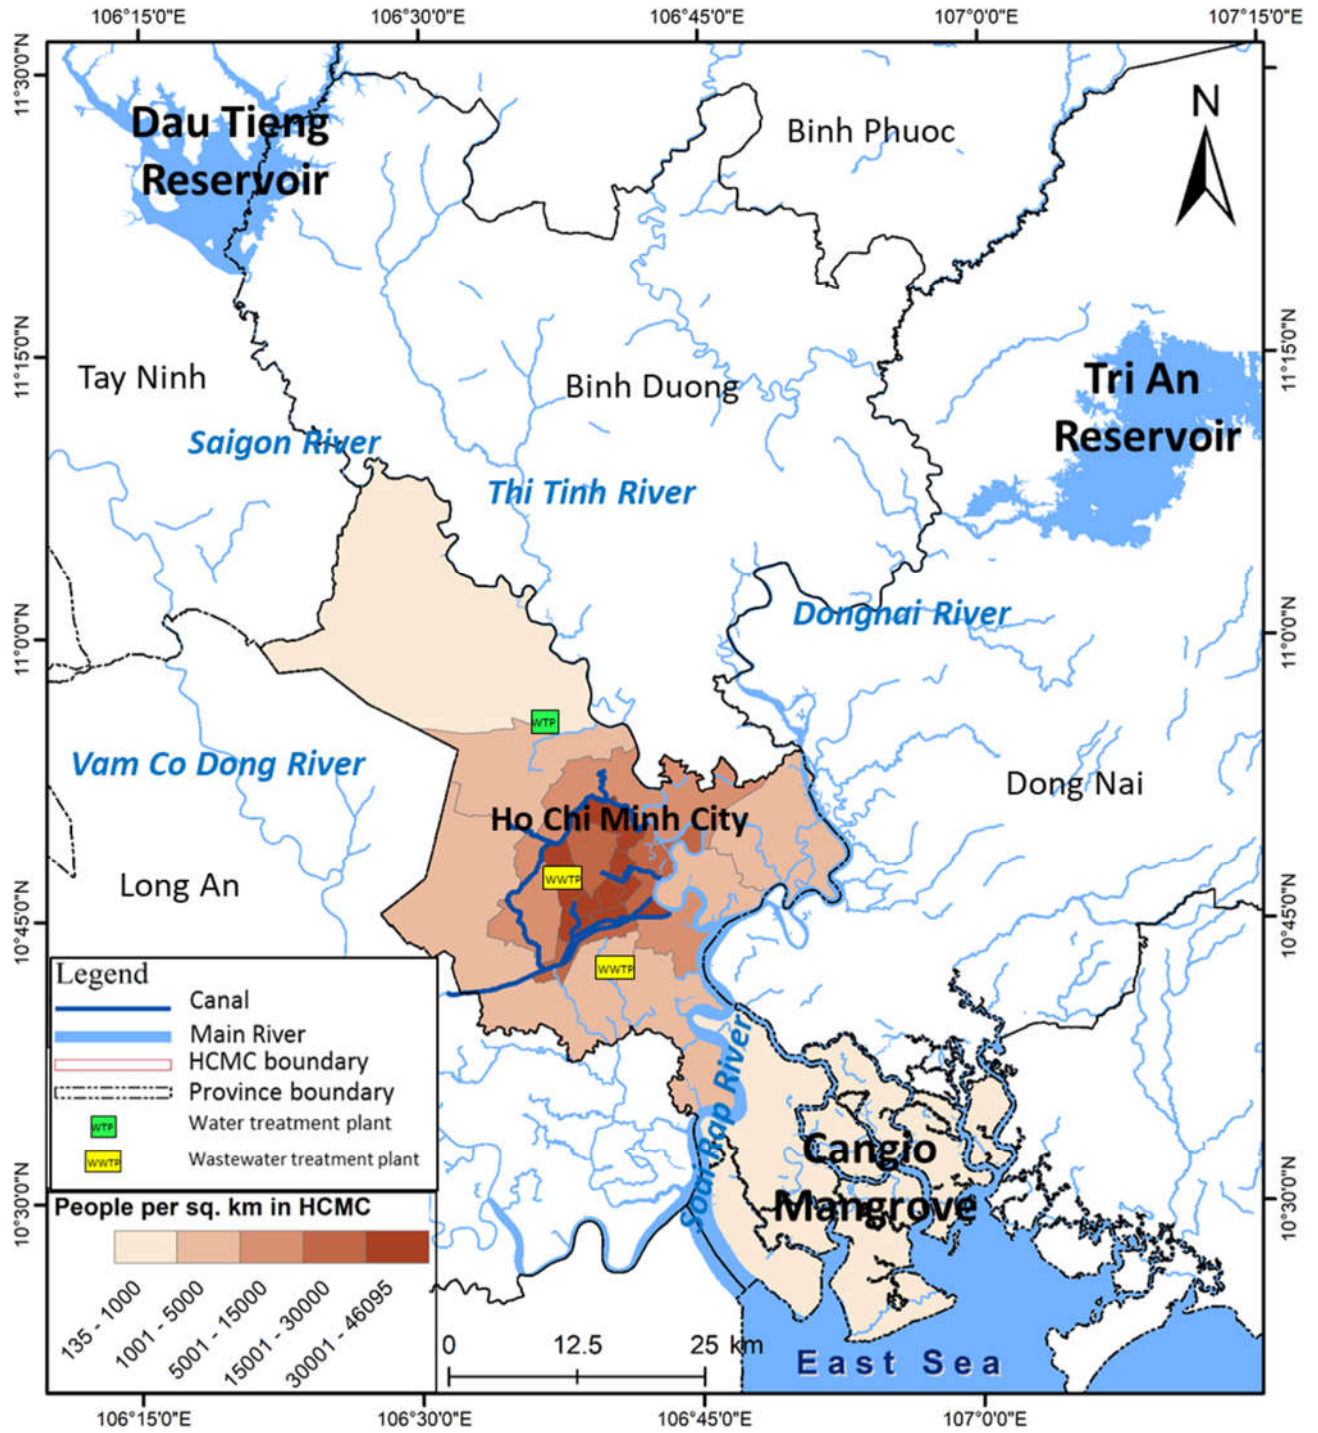 106°15'0"E
106°30'0"E
106°45'0"E
107°0'0"E
107°15'0"E
11°30'0"N
11°30'0"N
Dau Tieng
Reservoir
Binh Phuoc
N
11°15'0"N
11°15'0"N
Tay Ninh
Binh Duong
Tri An
Reservoir
Saigon River
Thi Tinh River
11°0'0"N
11°0'0"N
Dongnai River
WTP
Vam Co Dong River
Dong Nai
Ho Chi Minh City
Long An
WWTP
10°45'0"N
10°45'0"N
WWTP
Legend
Canal
Main River
HCMC boundary
Province boundary
WTP
Water treatment plant
WWTP
Wastewater treatment plant
Soai Rap River
Cangio
Mangrove
10°30'0"N
10°30'0"N
People per sq. km in HCMC
135 - 1000
1001 - 5000
5001 - 15000
15001 - 30000
30001 - 46095
0 12.5 25 km
East Sea
106°15'0"E
106°30'0"E
106°45'0"E
107°0'0"E